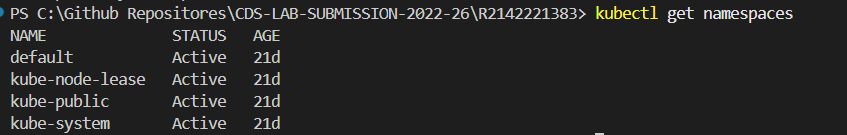 PS C:\Github Repositores\CDS-LAB-SUBMISSION-2022-26\R2142221383> kubectl get namespaces
NAME STATUS AGE
default Active 21d
kube-node-lease Active 21d
kube-public Active 21d
kube-system Active 21d